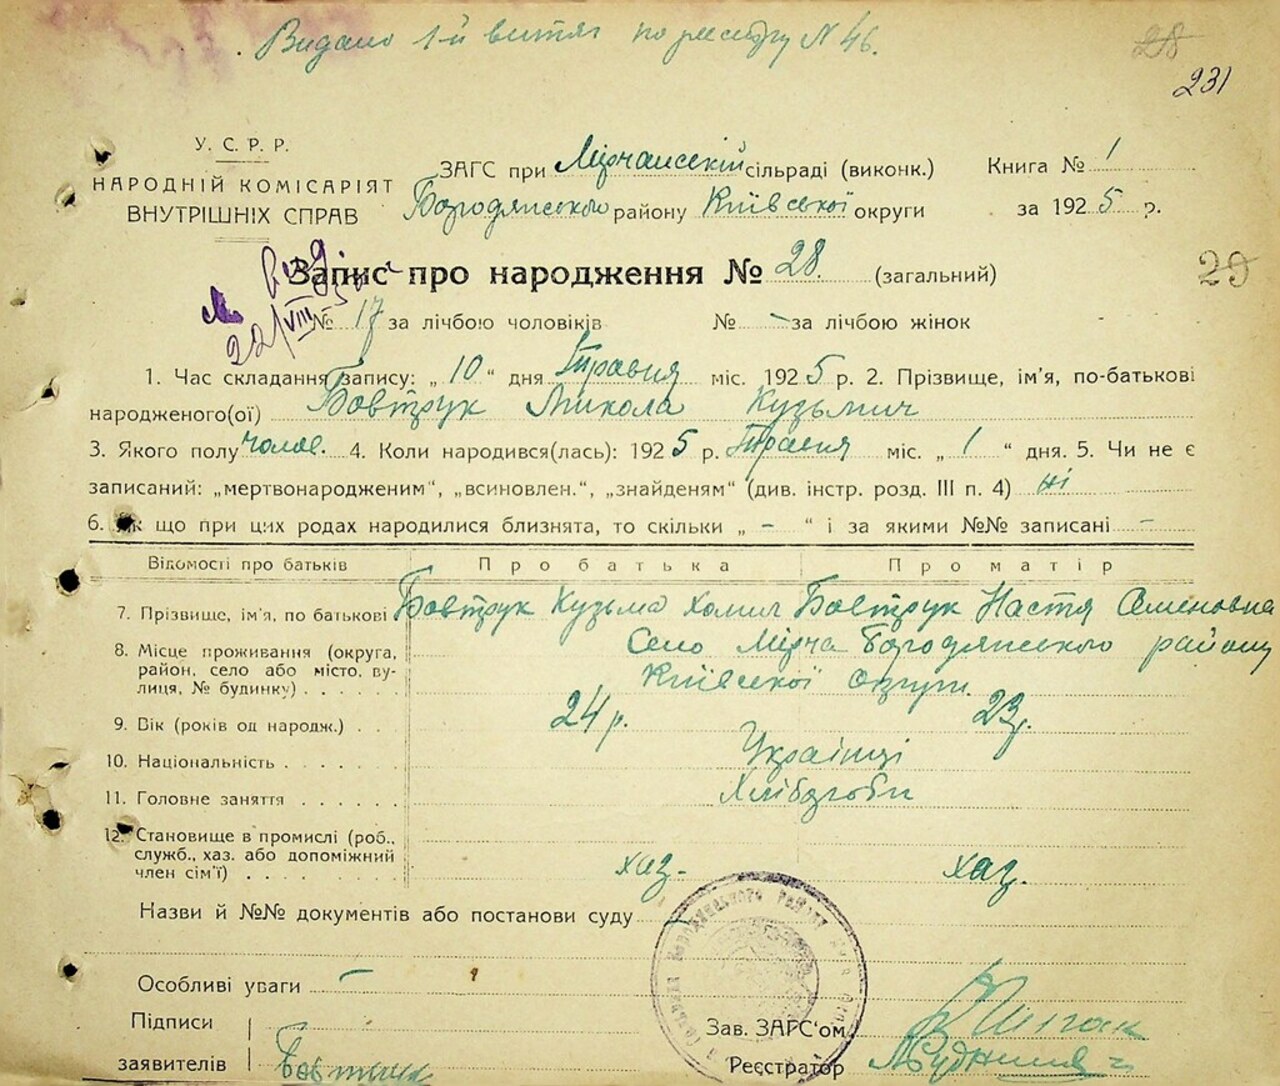 Видано 1-й витяг по реєстру N 46.
28
231
У. С. Р. Р.
НАРОДНІЙ КОМІСАРІЯТ
ВНУТРІШНІХ СПРАВ
ЗАГС при Мірчанській сільраді (виконк.) Книга № 1
Бородянського району Київської округи за 1925 р.
Запис про народження № 28. (загальний)
29
22/VIII
№ 17 за лічбою чоловіків № - за лічбою жінок
1. Час складання запису: „ 10 “ дня Травня міс. 1925 р. 2. Прізвище, ім'я, по-батькові
народженого(ої) Бовтрук Микола Кузьмич
3. Якого полу чолов. 4. Коли народився(лась): 1925 р. Травня міс. „ 1 “ дня. 5. Чи не є
записаний: „мертвонародженим“, „всиновлен.“, „знайденям“ (див. інстр. розд. III п. 4) ні
6. Як що при цих родах народилися близнята, то скільки „ - “ і за якими №№ записані -
Відомості про батьків Про батька Про матір
7. Прізвище, ім'я, по батькові Бовтрук Кузьма Хомич Бовтрук Настя Семеновна
8. Місце проживання (округа, район, село або місто, ву-лиця, № будинку) Село Мірча Бородянського району
Київської округи.
9. Вік (років од народж.) 24 р. 23 р.
10. Національність Українці
11. Головне заняття Хлібороби
12. Становище в промислі (роб., служб., хаз. або допоміжний член сім'ї) хаз. хаз.
Назви й №№ документів або постанови суду -
Особливі уваги -
Підписи
заявителів Бовтрук
Зав. ЗАГС'ом
Реєстратор